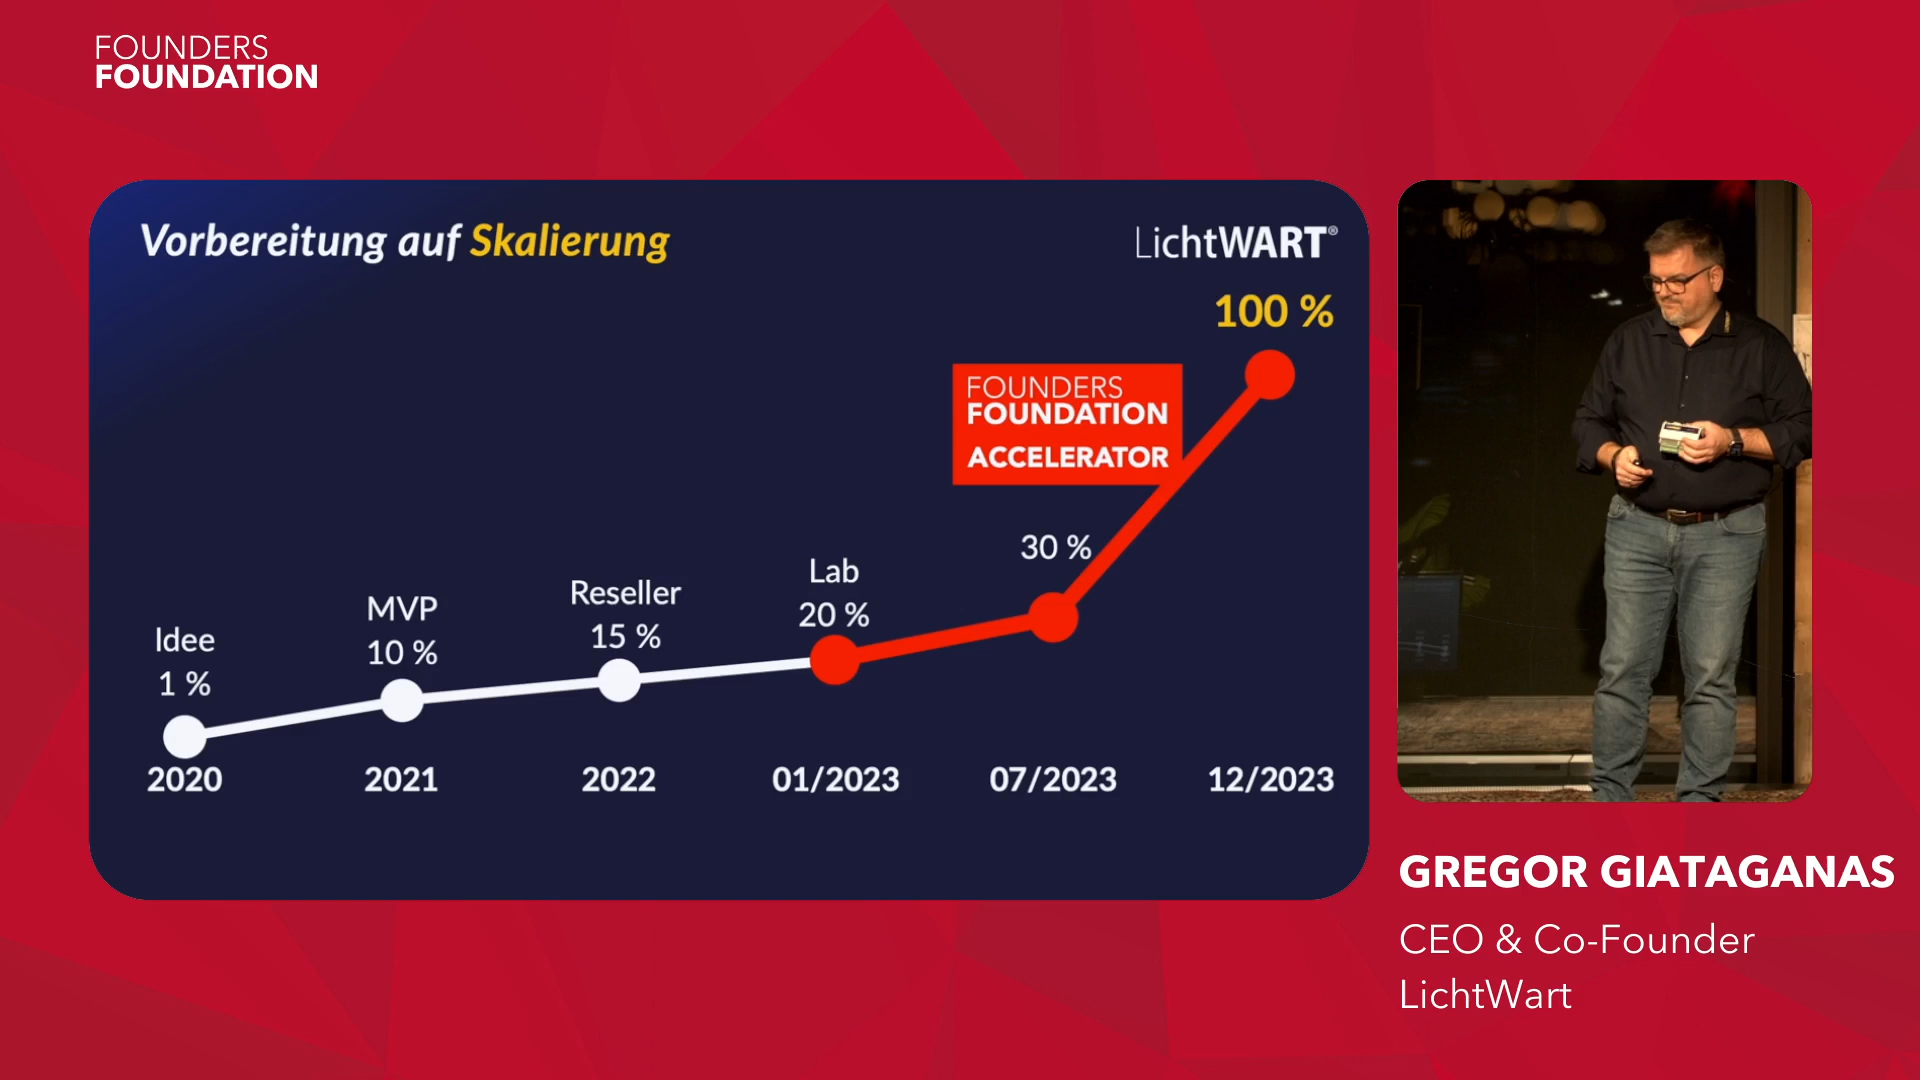 FOUNDERS
FOUNDATION
Vorbereitung auf Skalierung
LichtWART®
100 %
FOUNDERS
FOUNDATION
ACCELERATOR
30 %
Lab
20 %
Reseller
15 %
MVP
10 %
Idee
1 %
2020
2021
2022
01/2023
07/2023
12/2023
GREGOR GIATAGANAS
CEO & Co-Founder
LichtWart